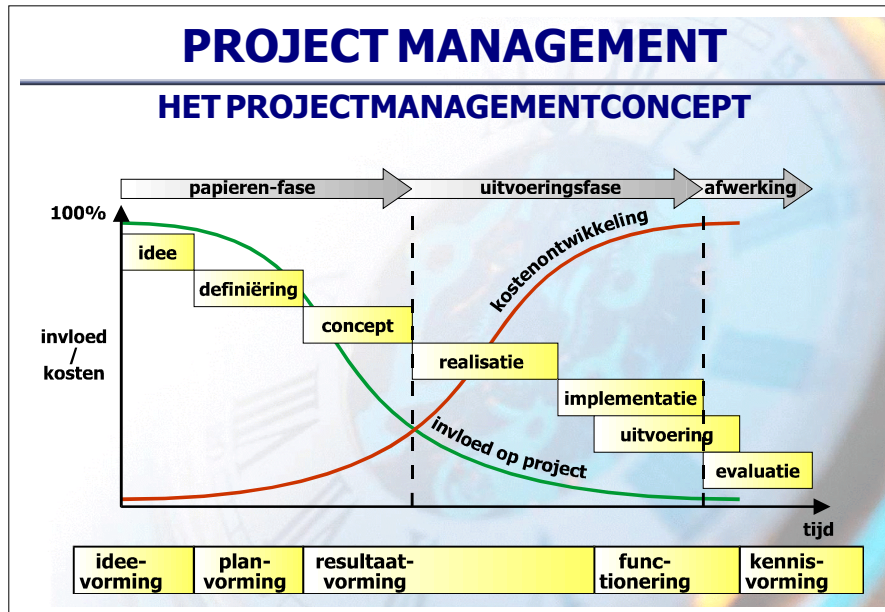 PROJECT MANAGEMENT
HET PROJECTMANAGEMENTCONCEPT
papieren-fase
uitvoeringsfase
afwerking
100%
kostenontwikkeling
idee
definiëring
concept
invloed
/
kosten
realisatie
implementatie
invloed op project
uitvoering
evaluatie
tijd
idee-
vorming
plan-
vorming
resultaat-
vorming
func-
ctionering
kennis-
vorming